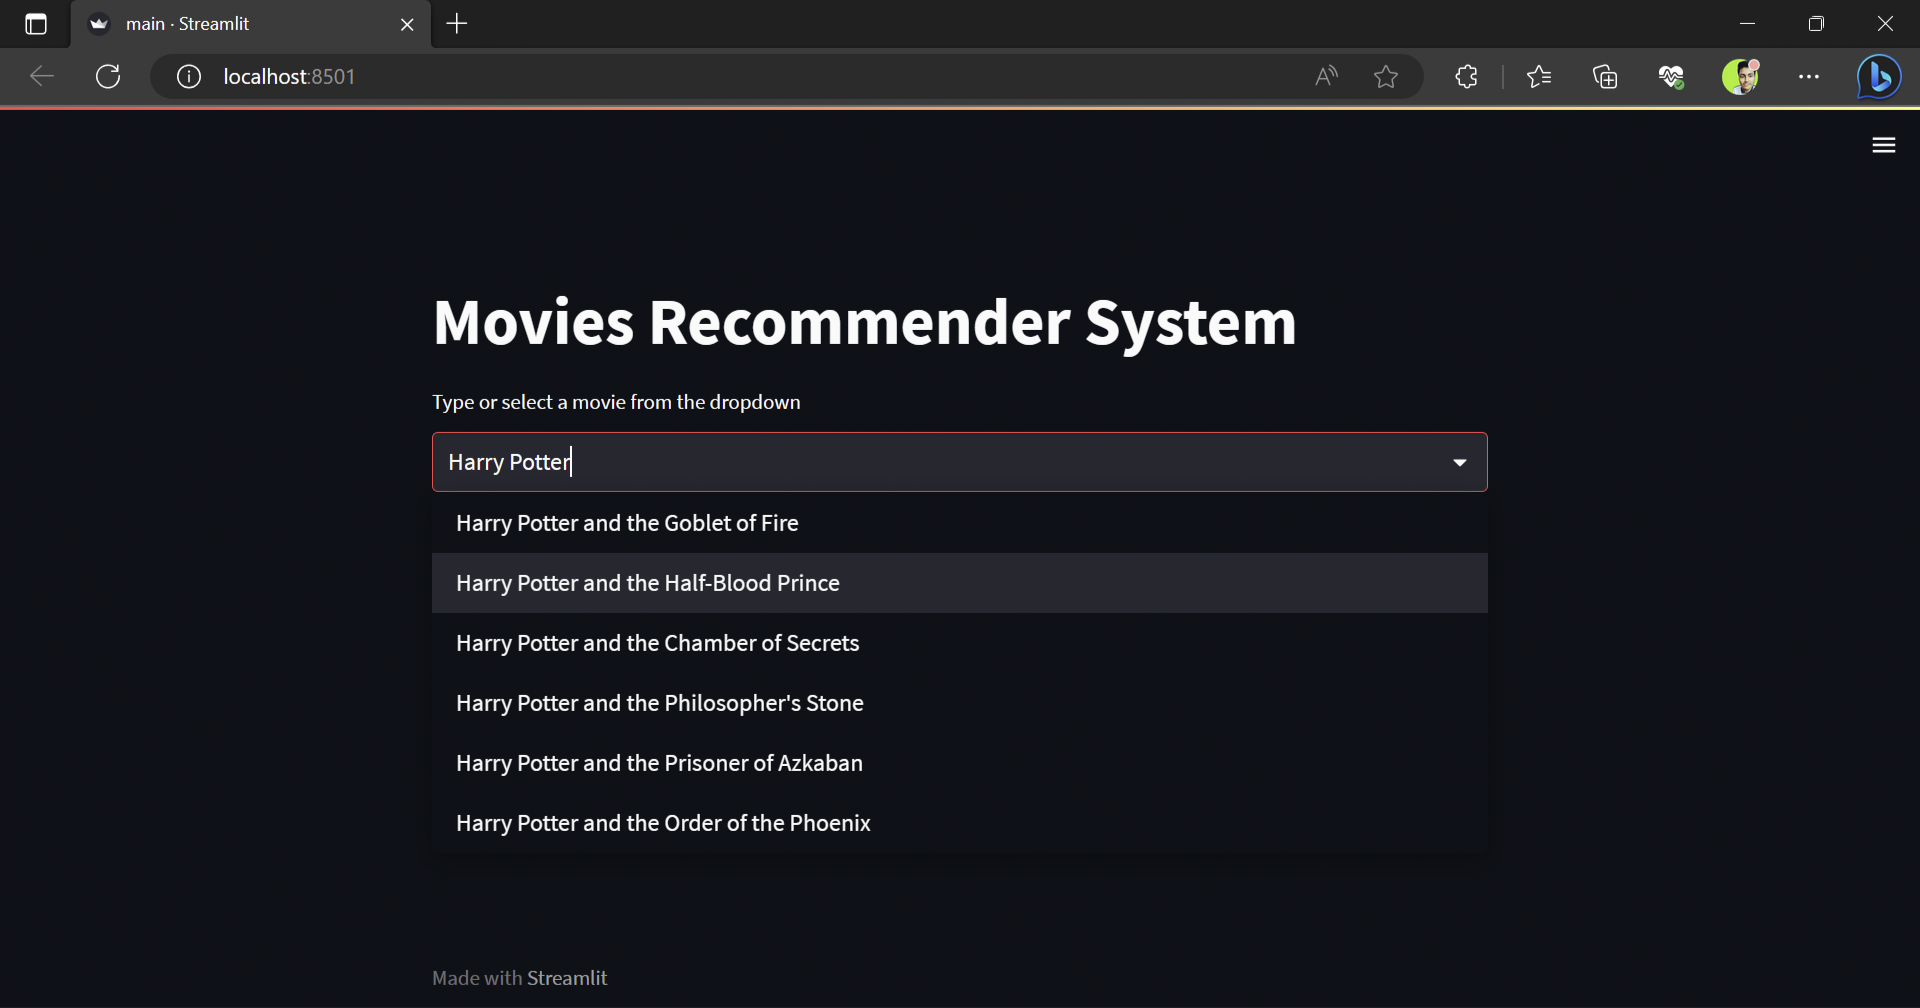 main · Streamlit
localhost:8501
Movies Recommender System
Type or select a movie from the dropdown
Harry Potter
Harry Potter and the Goblet of Fire
Harry Potter and the Half-Blood Prince
Harry Potter and the Chamber of Secrets
Harry Potter and the Philosopher's Stone
Harry Potter and the Prisoner of Azkaban
Harry Potter and the Order of the Phoenix
Made with Streamlit